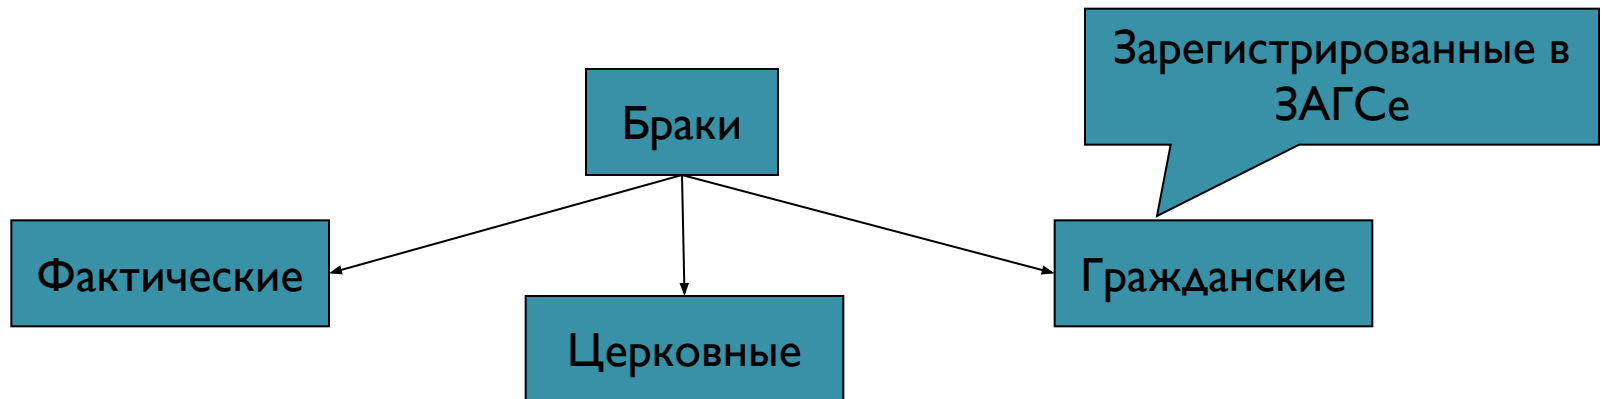 Зарегистрированные в
ЗАГСе
Браки
Фактические
Гражданские
Церковные